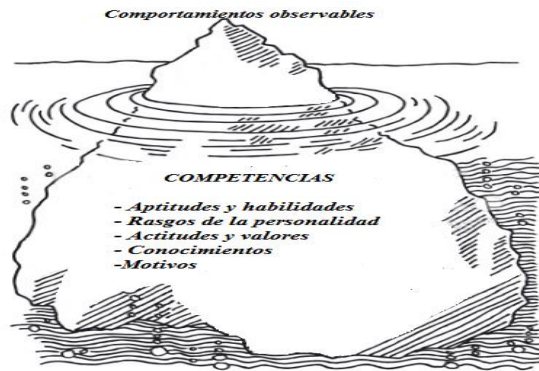 Comportamientos observables
COMPETENCIAS
- Aptitudes y habilidades
- Rasgos de la personalidad
- Actitudes y valores
- Conocimientos
-Motivos